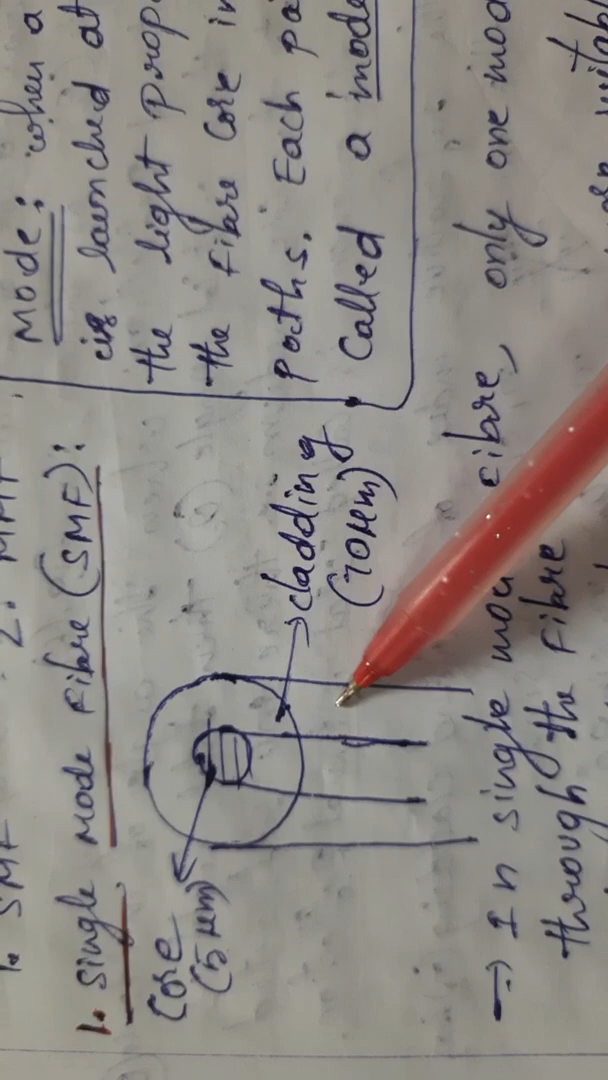 1. SMF 2. MMF
1. Single Mode Fibre (SMF):
Mode: when a
is launched at
the light prop
the fibre core in
paths. Each pa
called a mode
Core
(5 μm)
cladding
(70 μm)
→ In single mod fibre, only one mod
through the fibre